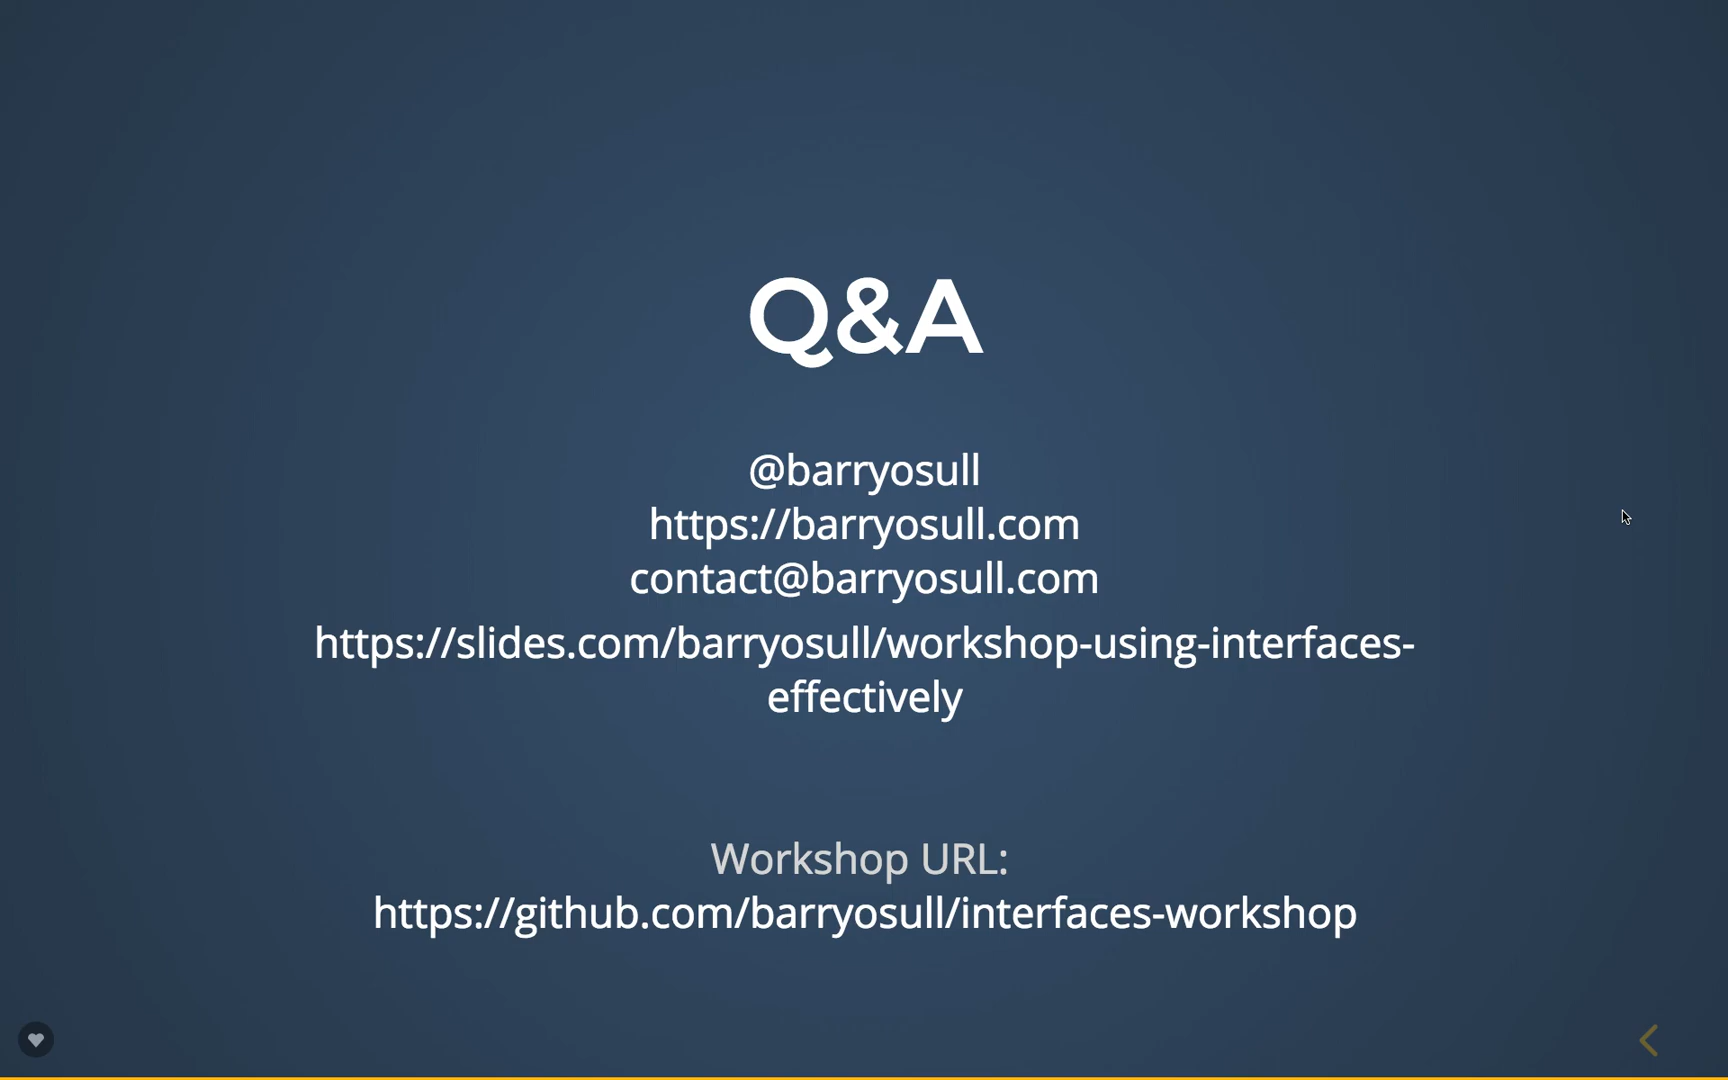 Q&A
@barryosull
https://barryosull.com
contact@barryosull.com
https://slides.com/barryosull/workshop-using-interfaces-
effectively
Workshop URL:
https://github.com/barryosull/interfaces-workshop